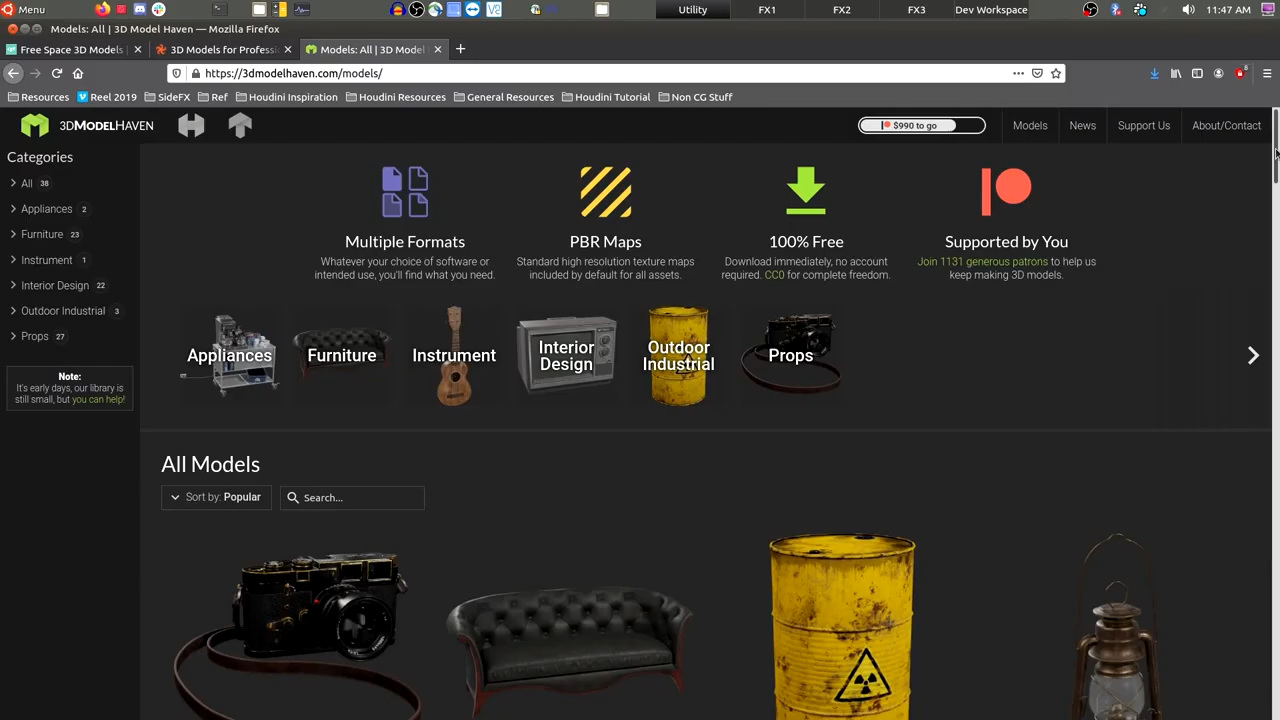 Menu
Utility
FX1
FX2
FX3
Dev Workspace
11:47 AM
Models: All | 3D Model Haven — Mozilla Firefox
Free Space 3D Models |
3D Models for Profession
Models: All | 3D Model H
https://3dmodelhaven.com/models/
Resources
Reel 2019
SideFX
Ref
Houdini Inspiration
Houdini Resources
General Resources
Houdini Tutorial
Non CG Stuff
3DMODELHAVEN
$990 to go
Models
News
Support Us
About/Contact
Categories
All 38
Appliances 2
Furniture 23
Instrument 1
Interior Design 22
Outdoor Industrial 3
Props 27
Note:
It's early days, our library is
still small, but you can help!
Multiple Formats
Whatever your choice of software or
intended use, you'll find what you need.
PBR Maps
Standard high resolution texture maps
included by default for all assets.
100% Free
Download immediately, no account
required. CC0 for complete freedom.
Supported by You
Join 1131 generous patrons to help us
keep making 3D models.
Appliances
Furniture
Instrument
Interior
Design
Outdoor
Industrial
Props
All Models
Sort by: Popular
Search...